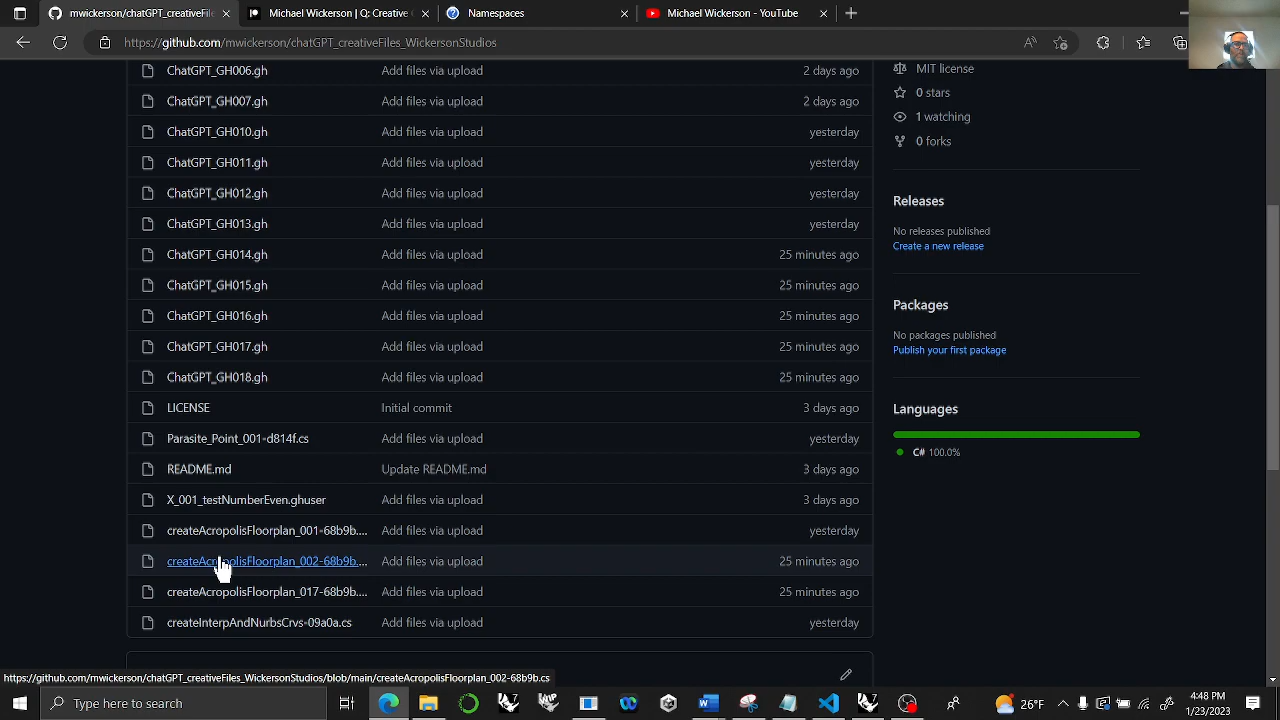 mwickerson/chatGPT_creativeFile
Michael Wickerson | Q: Creative C
Namespaces
Michael Wickerson - YouTube
https://github.com/mwickerson/chatGPT_creativeFiles_WickersonStudios
ChatGPT_GH006.gh Add files via upload 2 days ago
ChatGPT_GH007.gh Add files via upload 2 days ago
ChatGPT_GH010.gh Add files via upload yesterday
ChatGPT_GH011.gh Add files via upload yesterday
ChatGPT_GH012.gh Add files via upload yesterday
ChatGPT_GH013.gh Add files via upload yesterday
ChatGPT_GH014.gh Add files via upload 25 minutes ago
ChatGPT_GH015.gh Add files via upload 25 minutes ago
ChatGPT_GH016.gh Add files via upload 25 minutes ago
ChatGPT_GH017.gh Add files via upload 25 minutes ago
ChatGPT_GH018.gh Add files via upload 25 minutes ago
LICENSE Initial commit 3 days ago
Parasite_Point_001-d814f.cs Add files via upload yesterday
README.md Update README.md 3 days ago
X_001_testNumberEven.ghuser Add files via upload 3 days ago
createAcropolisFloorplan_001-68b9b.... Add files via upload yesterday
createAcropolisFloorplan_002-68b9b.... Add files via upload 25 minutes ago
createAcropolisFloorplan_017-68b9b.... Add files via upload 25 minutes ago
createInterpAndNurbsCrvs-09a0a.cs Add files via upload yesterday
MIT license
0 stars
1 watching
0 forks
Releases
No releases published
Create a new release
Packages
No packages published
Publish your first package
Languages
C# 100.0%
https://github.com/mwickerson/chatGPT_creativeFiles_WickersonStudios/blob/main/createAcropolisFloorplan_002-68b9b.cs
Type here to search
26°F
4:48 PM
1/23/2023